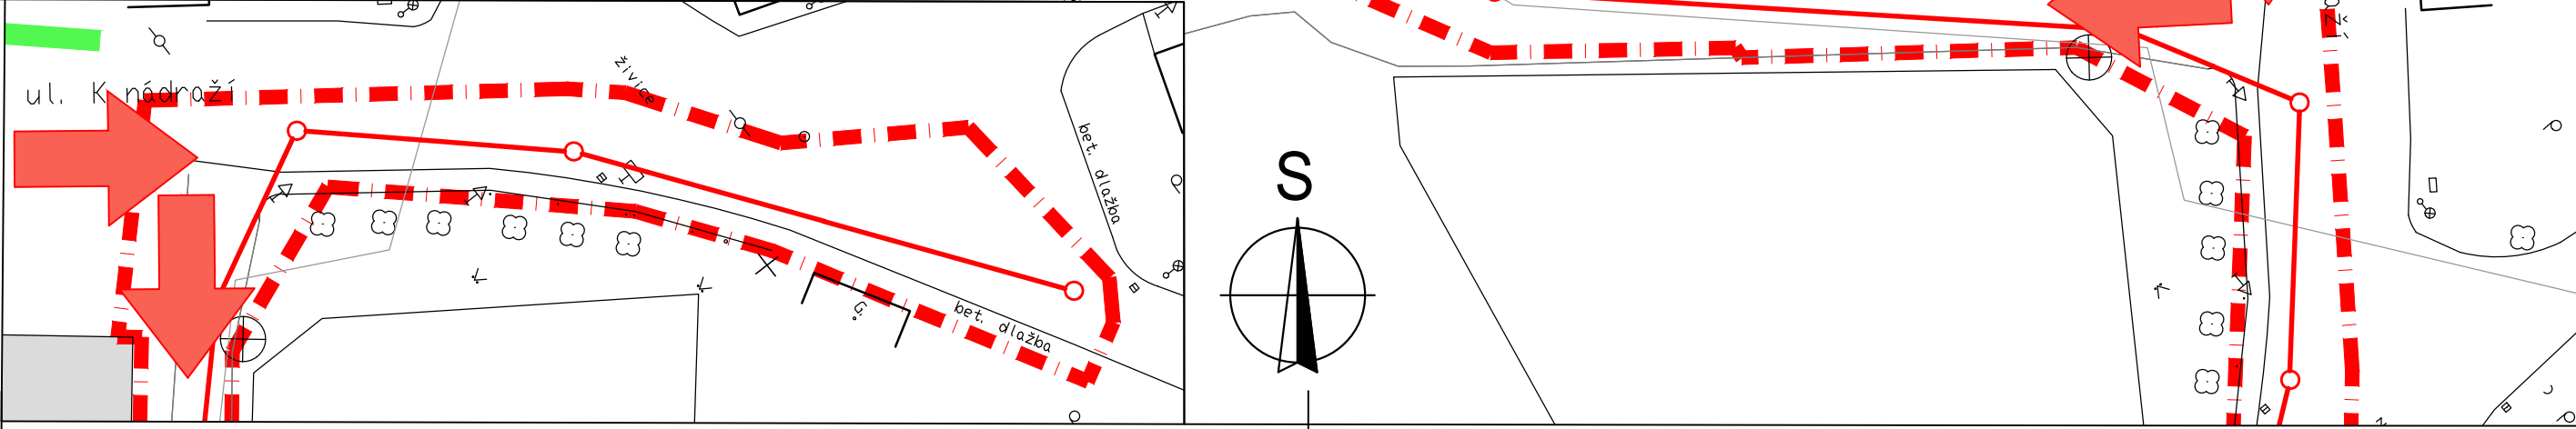 ul. K nádraží
živice
bet. dlažba
bet. dlažba
S